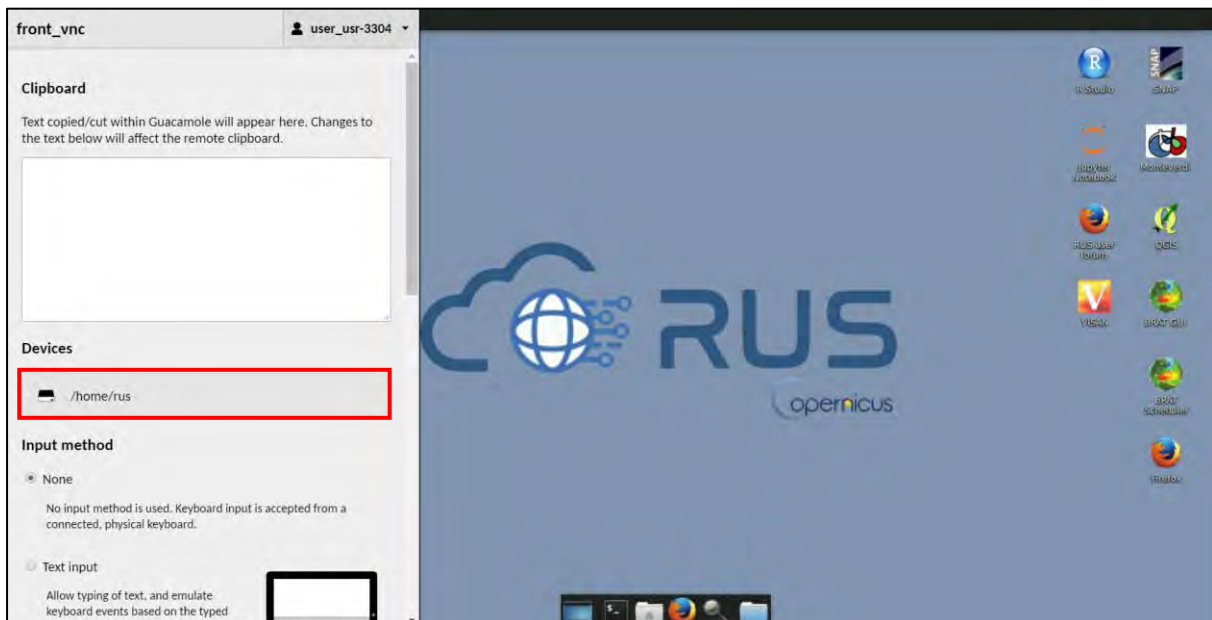 front_vnc
user_usr-3304
Clipboard
Text copied/cut within Guacamole will appear here. Changes to
the text below will affect the remote clipboard.
Devices
/home/rus
Input method
None
No input method is used. Keyboard input is accepted from a
connected, physical keyboard.
Text input
Allow typing of text, and emulate
keyboard events based on the typed
RUS
opernicus
R
R Studio
SNAP
SNAP
Jupyter
Notebook
Monteverdi
RUS user
forum
QGIS
V
VISAN
BRAT GUI
BRAT
Scheduler
Firefox
$_